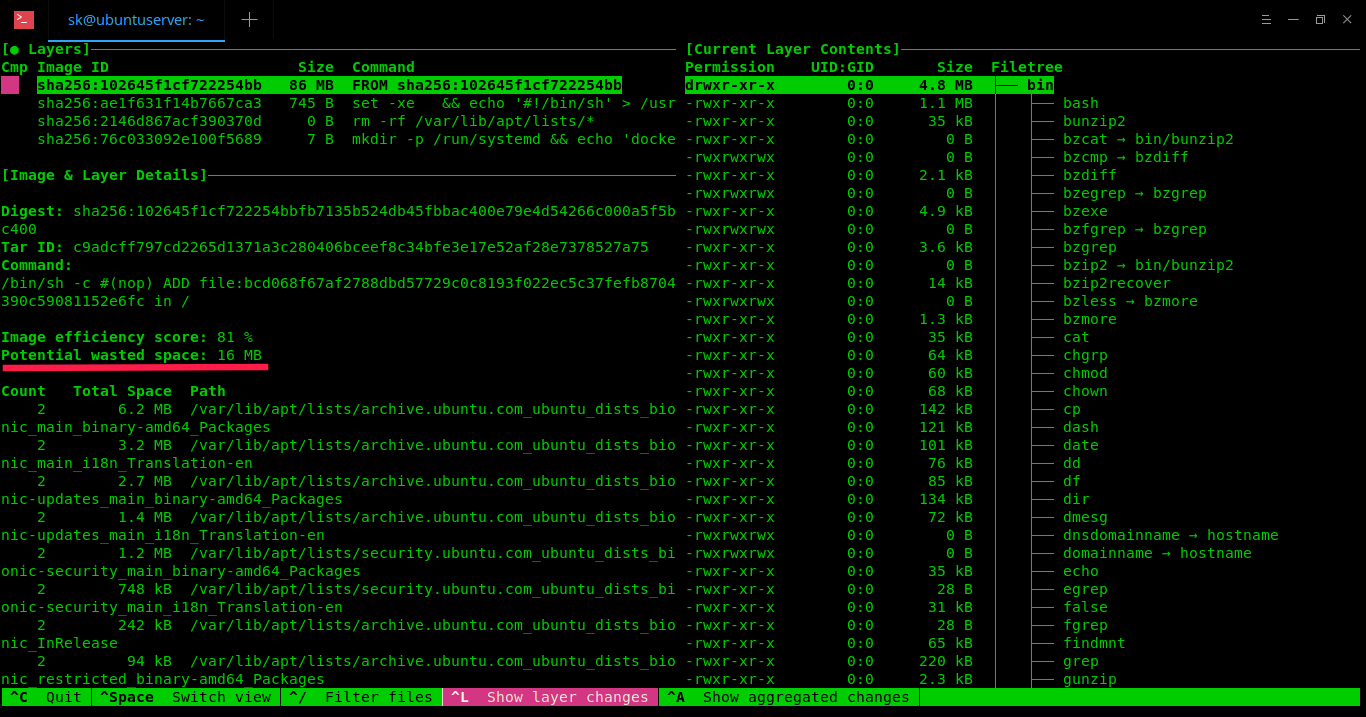 sk@ubuntuserver: ~
[● Layers]
Cmp Image ID Size Command
sha256:102645f1cf722254bb 86 MB FROM sha256:102645f1cf722254bb
sha256:ae1f631f14b7667ca3 745 B set -xe && echo '#!/bin/sh' > /usr
sha256:2146d867acf390370d 0 B rm -rf /var/lib/apt/lists/*
sha256:76c033092e100f5689 7 B mkdir -p /run/systemd && echo 'docke
[Image & Layer Details]
Digest: sha256:102645f1cf722254bbfb7135b524db45fbbac400e79e4d54266c000a5f5b
c400
Tar ID: c9adcff797cd2265d1371a3c280406bceef8c34bfe3e17e52af28e7378527a75
Command:
/bin/sh -c #(nop) ADD file:bcd068f67af2788dbd57729c0c8193f022ec5c37fefb8704
390c59081152e6fc in /
Image efficiency score: 81 %
Potential wasted space: 16 MB
Count Total Space Path
2 6.2 MB /var/lib/apt/lists/archive.ubuntu.com_ubuntu_dists_bio
nic_main_binary-amd64_Packages
2 3.2 MB /var/lib/apt/lists/archive.ubuntu.com_ubuntu_dists_bio
nic_main_i18n_Translation-en
2 2.7 MB /var/lib/apt/lists/archive.ubuntu.com_ubuntu_dists_bio
nic-updates_main_binary-amd64_Packages
2 1.4 MB /var/lib/apt/lists/archive.ubuntu.com_ubuntu_dists_bio
nic-updates_main_i18n_Translation-en
2 1.2 MB /var/lib/apt/lists/security.ubuntu.com_ubuntu_dists_bi
onic-security_main_binary-amd64_Packages
2 748 kB /var/lib/apt/lists/security.ubuntu.com_ubuntu_dists_bi
onic-security_main_i18n_Translation-en
2 242 kB /var/lib/apt/lists/archive.ubuntu.com_ubuntu_dists_bio
nic_InRelease
2 94 kB /var/lib/apt/lists/archive.ubuntu.com_ubuntu_dists_bio
nic_restricted_binary-amd64_Packages
[Current Layer Contents]
Permission UID:GID Size Filetree
drwxr-xr-x 0:0 4.8 MB ├── bin
-rwxr-xr-x 0:0 1.1 MB │ ├── bash
-rwxr-xr-x 0:0 35 kB │ ├── bunzip2
-rwxr-xr-x 0:0 0 B │ ├── bzcat → bin/bunzip2
-rwxrwxrwx 0:0 0 B │ ├── bzcmp → bzdiff
-rwxr-xr-x 0:0 2.1 kB │ ├── bzdiff
-rwxrwxrwx 0:0 0 B │ ├── bzegrep → bzgrep
-rwxr-xr-x 0:0 4.9 kB │ ├── bzexe
-rwxrwxrwx 0:0 0 B │ ├── bzfgrep → bzgrep
-rwxr-xr-x 0:0 3.6 kB │ ├── bzgrep
-rwxr-xr-x 0:0 0 B │ ├── bzip2 → bin/bunzip2
-rwxr-xr-x 0:0 14 kB │ ├── bzip2recover
-rwxrwxrwx 0:0 0 B │ ├── bzless → bzmore
-rwxr-xr-x 0:0 1.3 kB │ ├── bzmore
-rwxr-xr-x 0:0 35 kB │ ├── cat
-rwxr-xr-x 0:0 64 kB │ ├── chgrp
-rwxr-xr-x 0:0 60 kB │ ├── chmod
-rwxr-xr-x 0:0 68 kB │ ├── chown
-rwxr-xr-x 0:0 142 kB │ ├── cp
-rwxr-xr-x 0:0 121 kB │ ├── dash
-rwxr-xr-x 0:0 101 kB │ ├── date
-rwxr-xr-x 0:0 76 kB │ ├── dd
-rwxr-xr-x 0:0 85 kB │ ├── df
-rwxr-xr-x 0:0 134 kB │ ├── dir
-rwxr-xr-x 0:0 72 kB │ ├── dmesg
-rwxrwxrwx 0:0 0 B │ ├── dnsdomainname → hostname
-rwxrwxrwx 0:0 0 B │ ├── domainname → hostname
-rwxr-xr-x 0:0 35 kB │ ├── echo
-rwxr-xr-x 0:0 28 B │ ├── egrep
-rwxr-xr-x 0:0 31 kB │ ├── false
-rwxr-xr-x 0:0 28 B │ ├── fgrep
-rwxr-xr-x 0:0 65 kB │ ├── findmnt
-rwxr-xr-x 0:0 220 kB │ ├── grep
-rwxr-xr-x 0:0 2.3 kB │ ├── gunzip
^C Quit ^Space Switch view ^/ Filter files ^L Show layer changes ^A Show aggregated changes